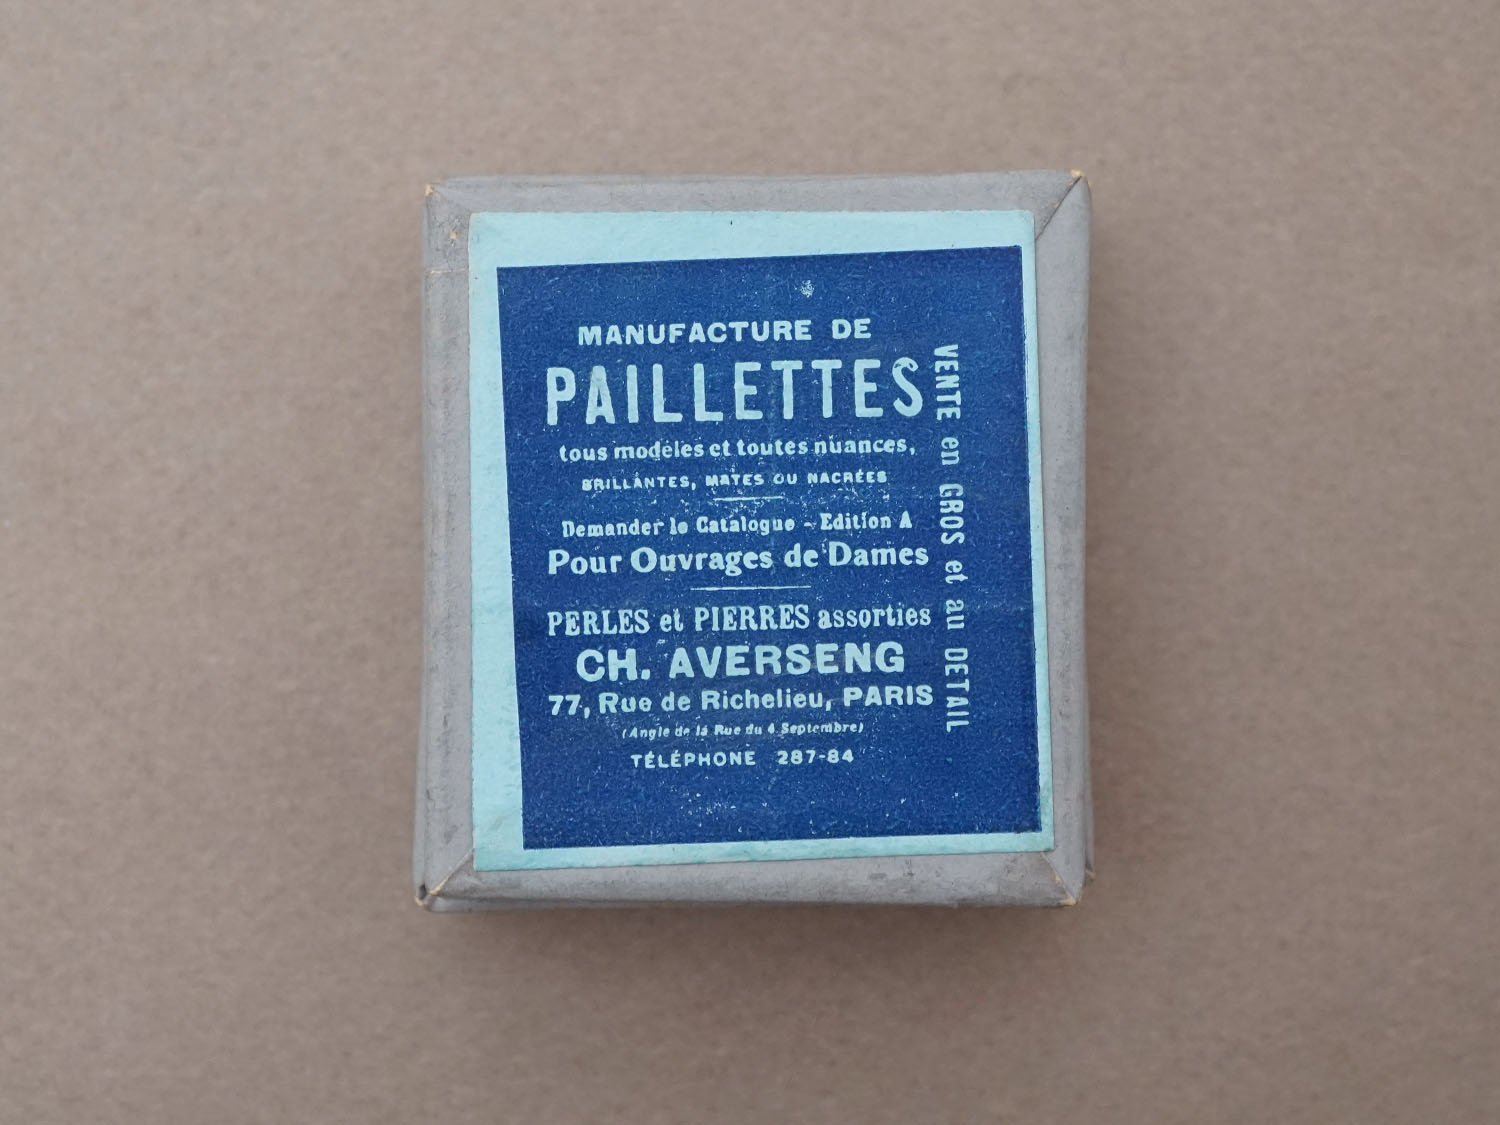 MANUFACTURE DE
PAILLETTES
tous modèles et toutes nuances,
BRILLANTES, MATES OU NACRÉES
Demander le Catalogue - Edition A
Pour Ouvrages de Dames
PERLES et PIERRES assorties
CH. AVERSENG
77, Rue de Richelieu, PARIS
(Angle de la Rue du 4 Septembre)
TÉLÉPHONE 287-84
VENTE en GROS et au DETAIL